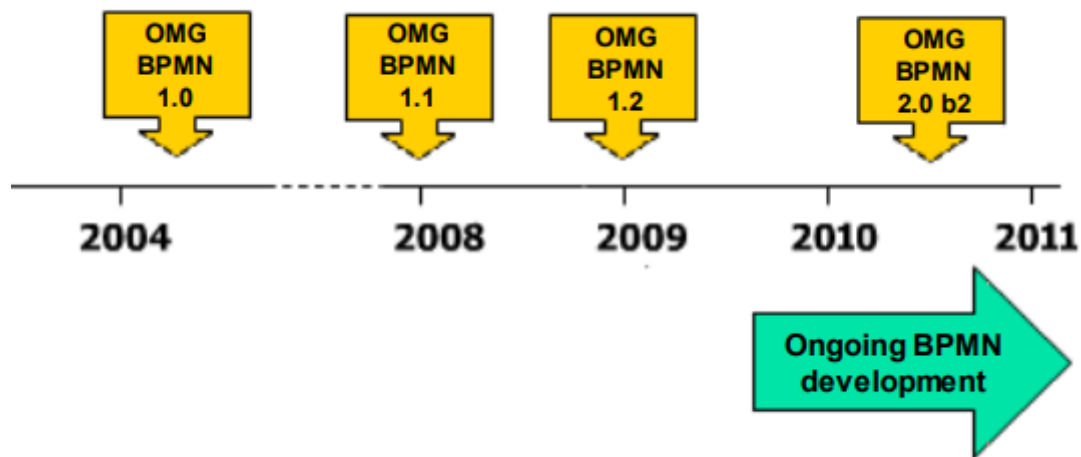 OMG
BPMN
1.0
OMG
BPMN
1.1
OMG
BPMN
1.2
OMG
BPMN
2.0 b2
2004
2008
2009
2010
2011
Ongoing BPMN
development